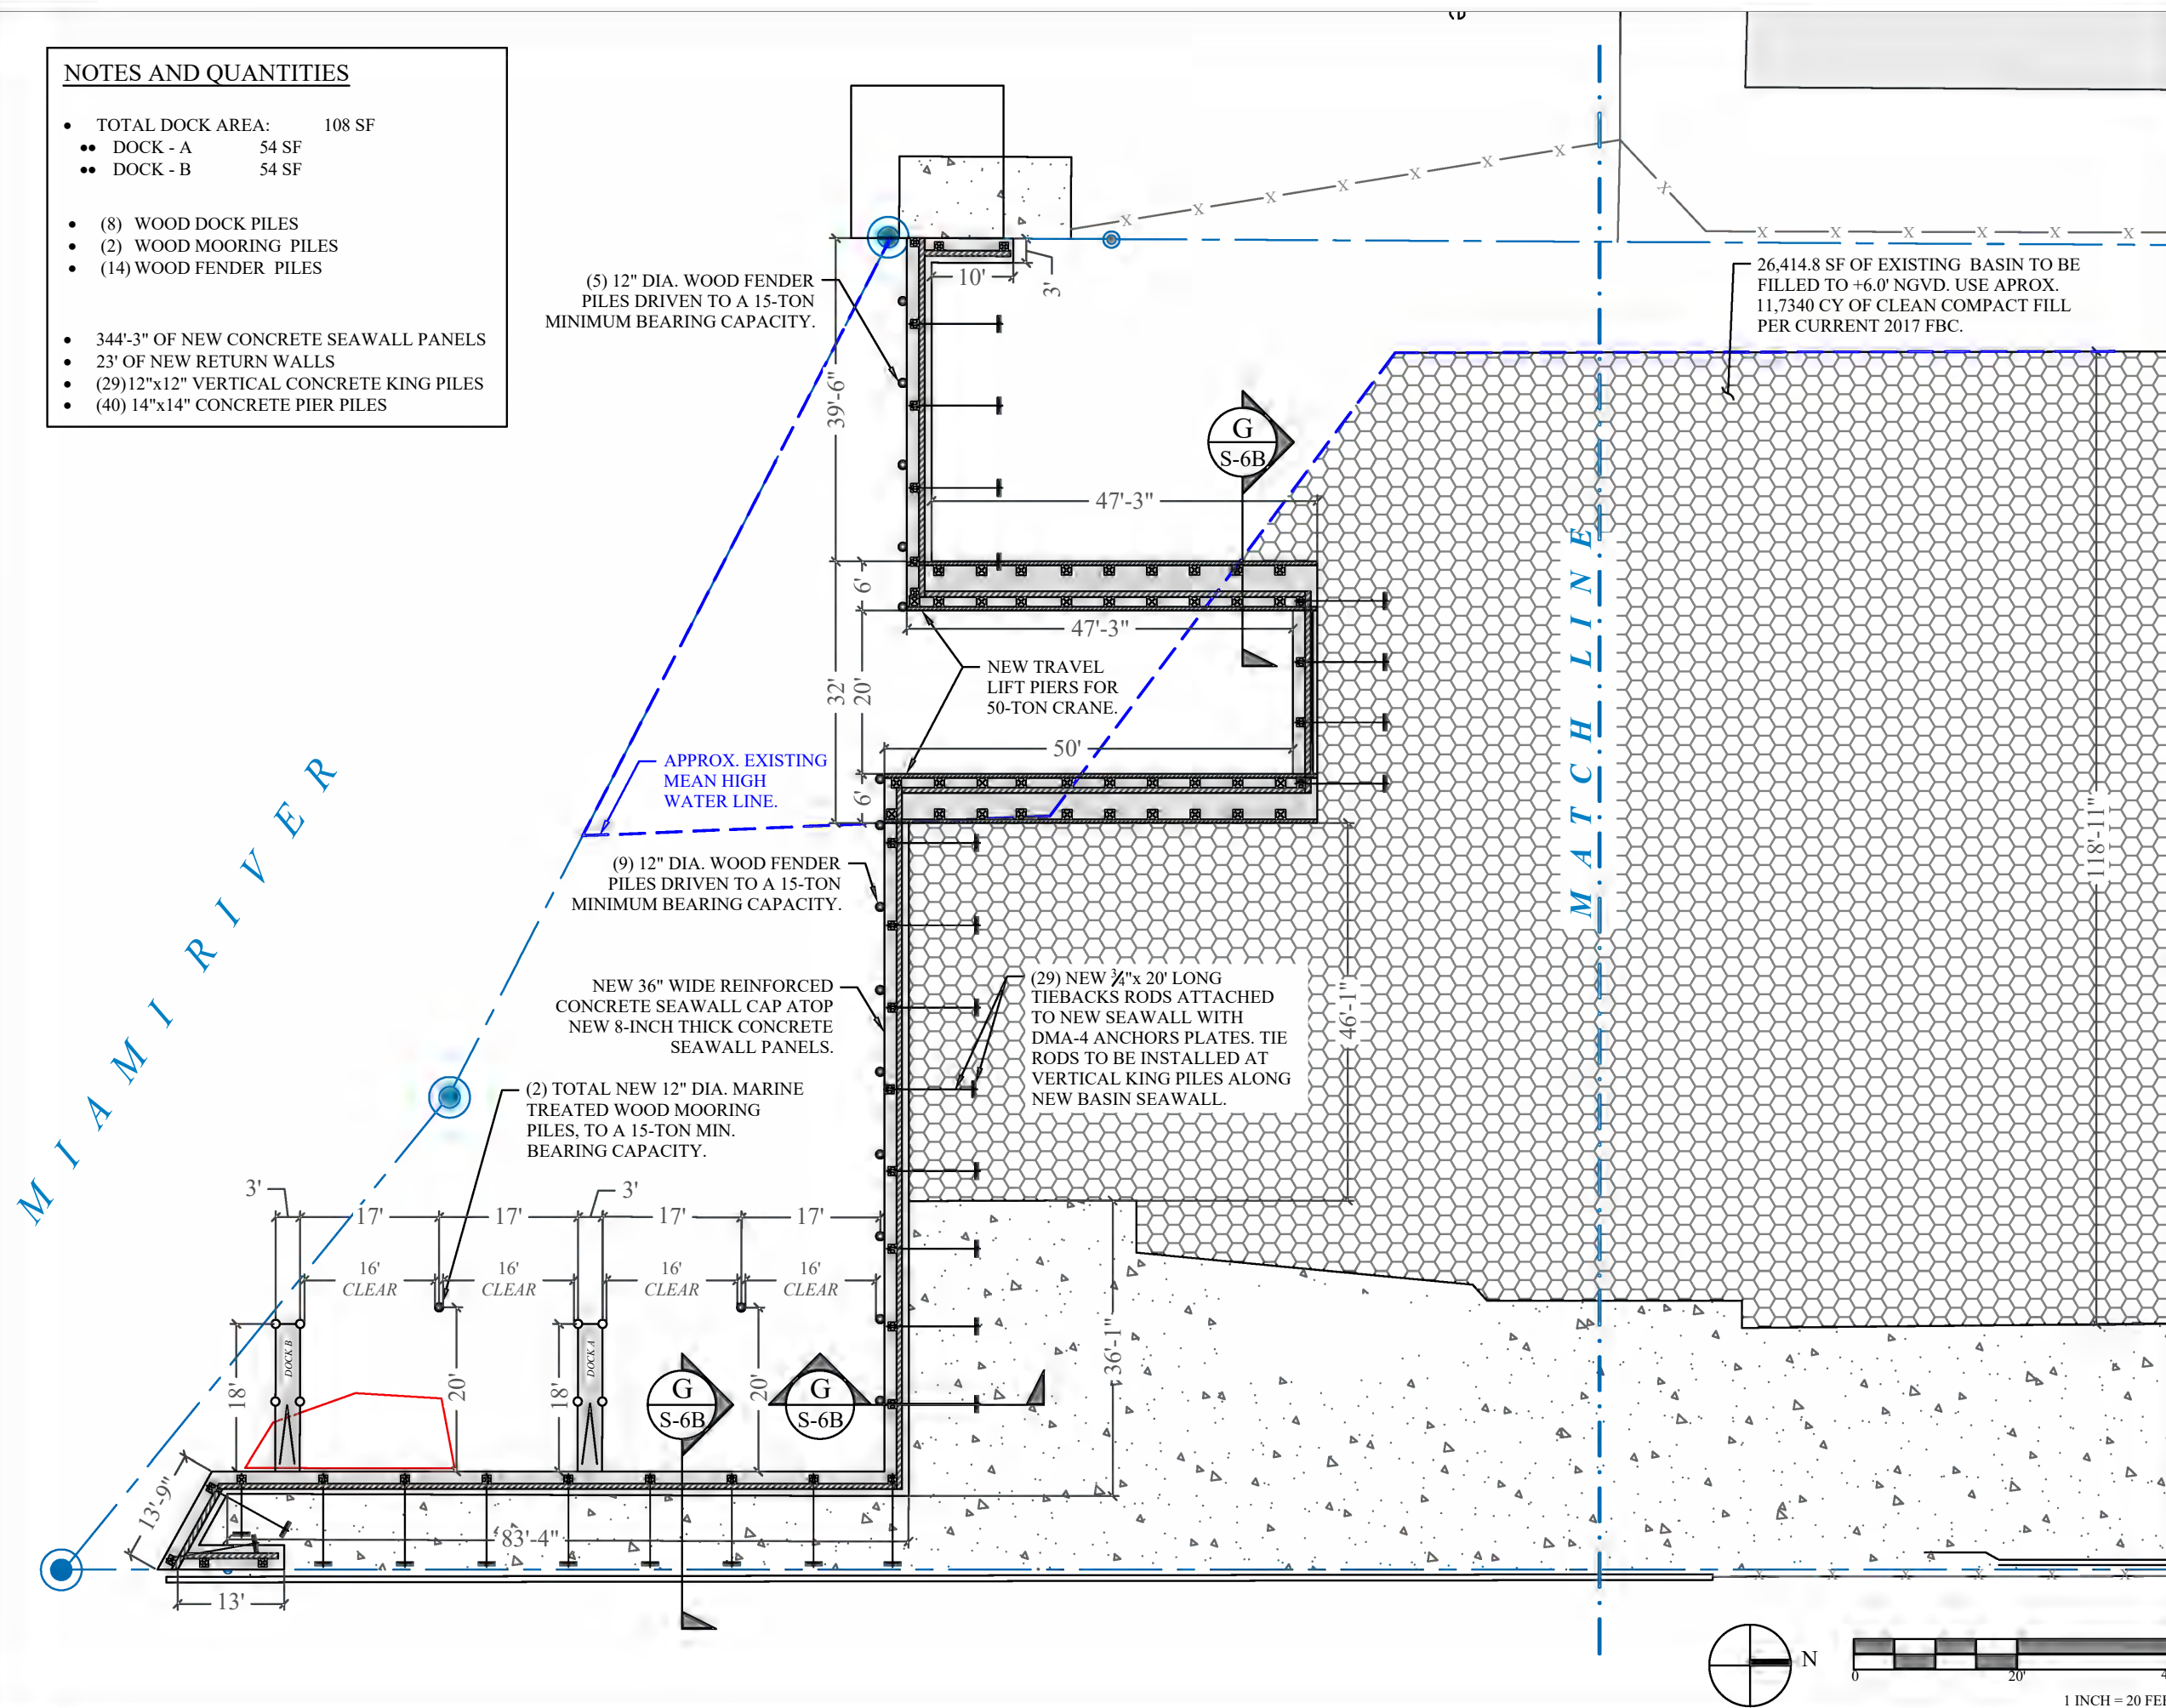 NOTES AND QUANTITIES
• TOTAL DOCK AREA: 108 SF
•• DOCK - A 54 SF
•• DOCK - B 54 SF
• (8) WOOD DOCK PILES
• (2) WOOD MOORING PILES
• (14) WOOD FENDER PILES
• 344'-3" OF NEW CONCRETE SEAWALL PANELS
• 23' OF NEW RETURN WALLS
• (29)12"x12" VERTICAL CONCRETE KING PILES
• (40) 14"x14" CONCRETE PIER PILES
(5) 12" DIA. WOOD FENDER
PILES DRIVEN TO A 15-TON
MINIMUM BEARING CAPACITY.
10'
3'
39'-6"
26,414.8 SF OF EXISTING BASIN TO BE
FILLED TO +6.0' NGVD. USE APROX.
11,7340 CY OF CLEAN COMPACT FILL
PER CURRENT 2017 FBC.
G
S-6B
47'-3"
6'
47'-3"
32'
20'
NEW TRAVEL
LIFT PIERS FOR
50-TON CRANE.
50'
6'
MATCH LINE
118'-11"
APPROX. EXISTING
MEAN HIGH
WATER LINE.
MIAMI RIVER
(9) 12" DIA. WOOD FENDER
PILES DRIVEN TO A 15-TON
MINIMUM BEARING CAPACITY.
NEW 36" WIDE REINFORCED
CONCRETE SEAWALL CAP ATOP
NEW 8-INCH THICK CONCRETE
SEAWALL PANELS.
(29) NEW ¾"x 20' LONG
TIEBACKS RODS ATTACHED
TO NEW SEAWALL WITH
DMA-4 ANCHORS PLATES. TIE
RODS TO BE INSTALLED AT
VERTICAL KING PILES ALONG
NEW BASIN SEAWALL.
46'-1"
(2) TOTAL NEW 12" DIA. MARINE
TREATED WOOD MOORING
PILES, TO A 15-TON MIN.
BEARING CAPACITY.
3' 3'
17' 17' 17' 17'
16' 16' 16' 16'
CLEAR CLEAR CLEAR CLEAR
DOCK B
DOCK A
18' 20' 18' 20'
G
S-6B
G
S-6B
36'-1"
13'-9"
83'-4"
13'
N
0 20' 4
1 INCH = 20 FEE
X X X X X X X X
X X X X X X
X X X X X X